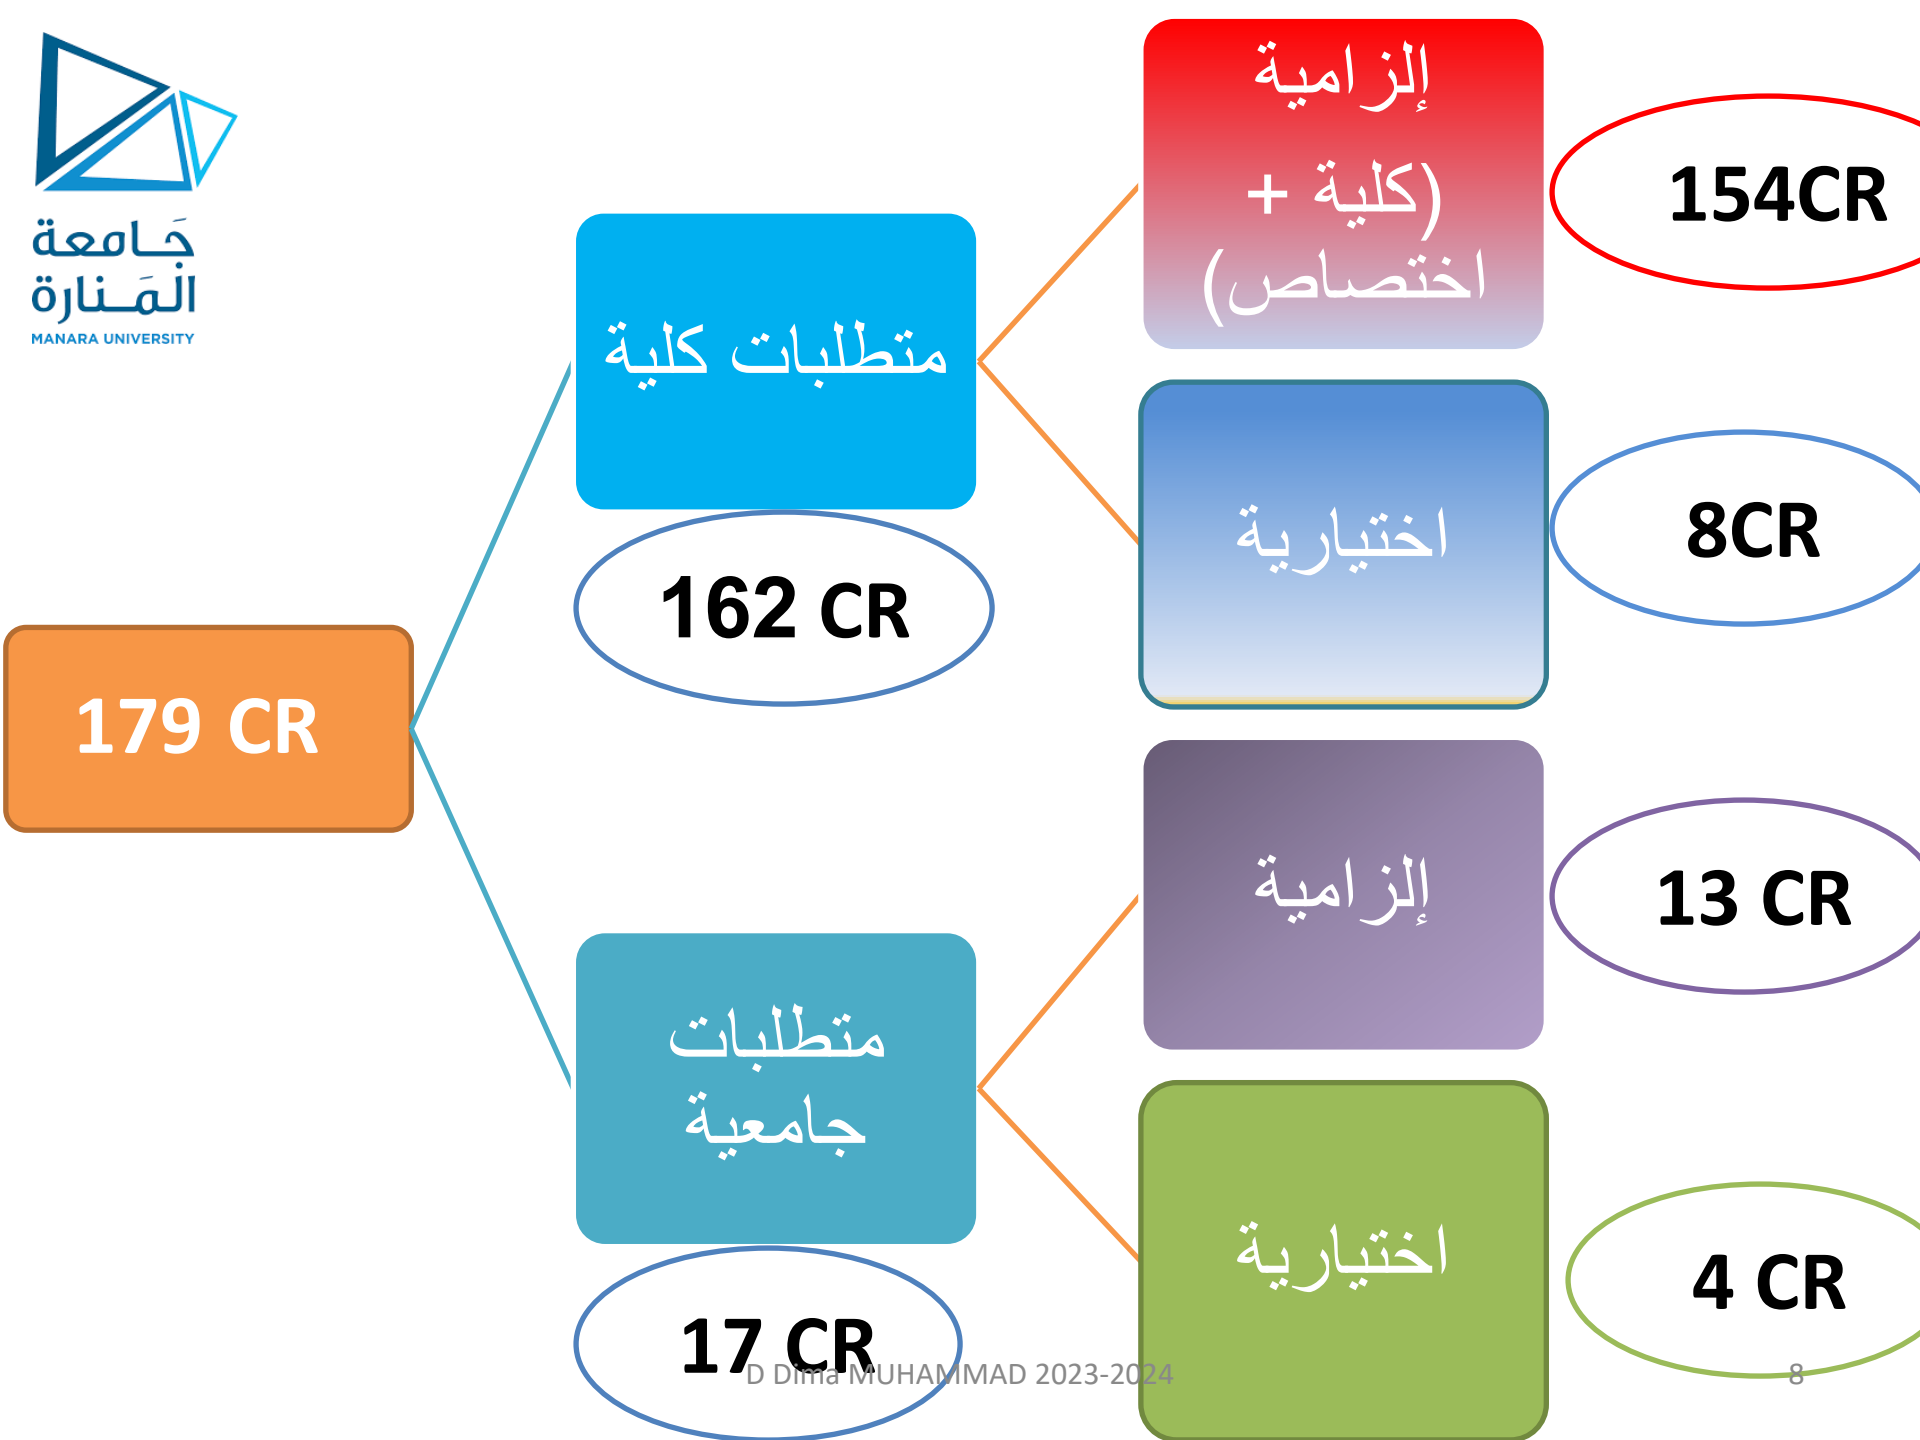 جَامعة
المَنارة
MANARA UNIVERSITY
179 CR
متطلبات كلية
162 CR
إلزامية
(كلية +
اختصاص)
154CR
اختيارية
8CR
متطلبات
جامعية
17 CR
إلزامية
13 CR
اختيارية
4 CR
D Dima MUHAMMAD 2023-2024
8